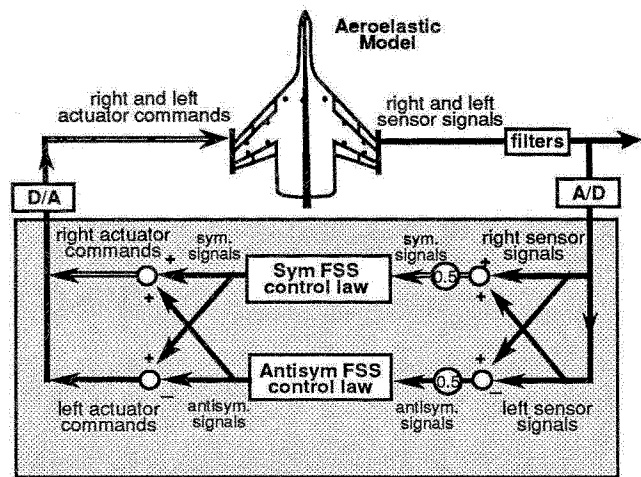 Aeroelastic
Model
right and left
actuator commands
right and left
sensor signals
filters
D/A
A/D
right actuator
commands
sym.
signals
Sym FSS
control law
sym.
signals
0.5
right sensor
signals
+
+
+
+
+
−
Antisym FSS
control law
0.5
+
−
left actuator
commands
antisym.
signals
antisym.
signals
left sensor
signals